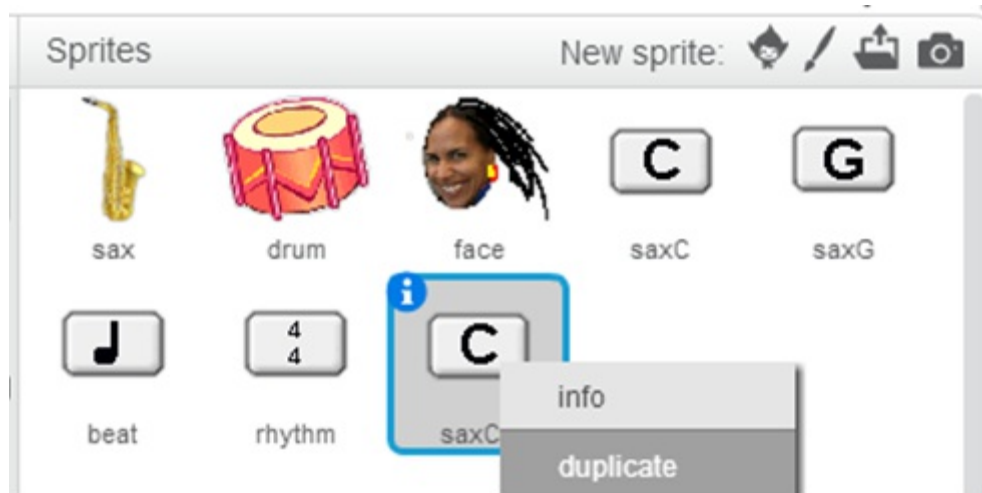 Sprites New sprite:
C G
sax drum face saxC saxG
i
4
4
C
beat rhythm saxC
info
duplicate